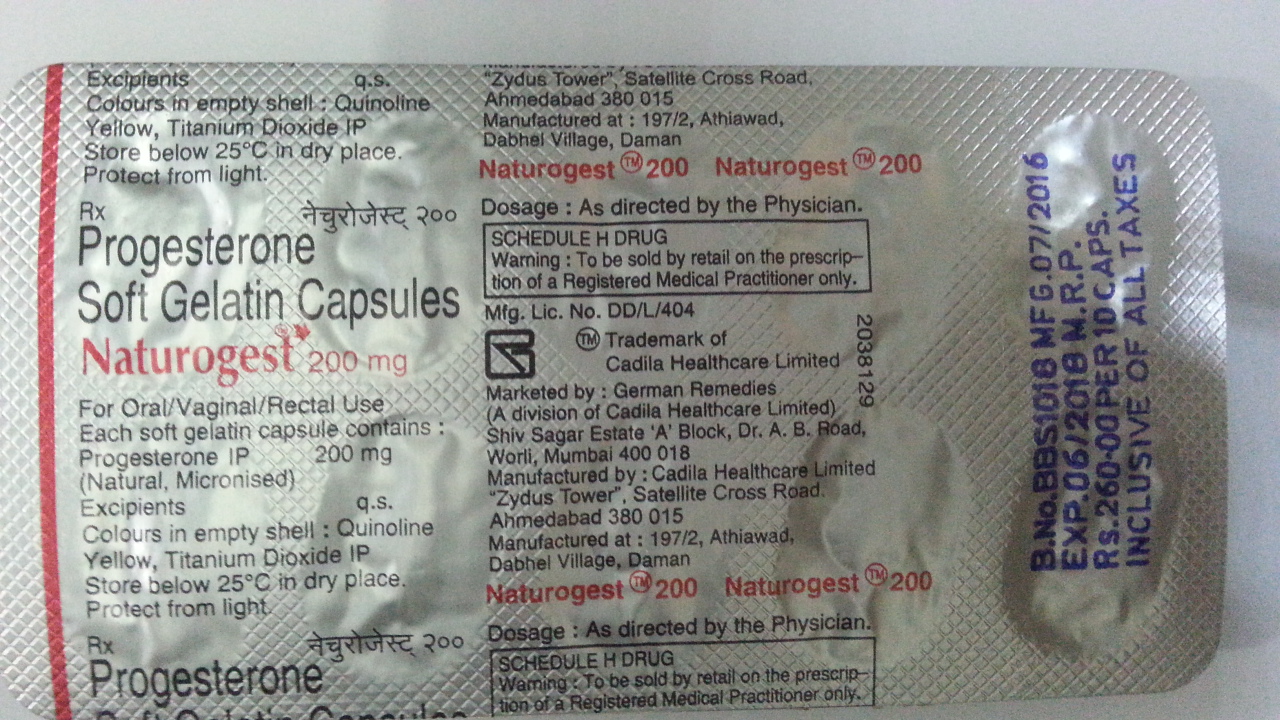 Excipients q.s.
Colours in empty shell : Quinoline
Yellow, Titanium Dioxide IP
Store below 25°C in dry place.
Protect from light.
Rx नेचुरोजेस्ट् २००
Progesterone
Soft Gelatin Capsules
Naturogest 200 mg
For Oral/Vaginal/Rectal Use
Each soft gelatin capsule contains :
Progesterone IP 200 mg
(Natural, Micronised)
Excipients q.s.
Colours in empty shell : Quinoline
Yellow, Titanium Dioxide IP
Store below 25°C in dry place.
Protect from light.
Rx नेचुरोजेस्ट् २००
Progesterone
Soft Gelatin Capsules
"Zydus Tower", Satellite Cross Road.
Ahmedabad 380 015
Manufactured at : 197/2, Athiawad,
Dabhel Village, Daman
Naturogest ™ 200 Naturogest ™ 200
Dosage : As directed by the Physician.
SCHEDULE H DRUG
Warning : To be sold by retail on the prescrip-
tion of a Registered Medical Practitioner only.
Mfg. Lic. No. DD/L/404
™ Trademark of
Cadila Healthcare Limited
Marketed by : German Remedies
(A division of Cadila Healthcare Limited)
Shiv Sagar Estate 'A' Block, Dr. A. B. Road,
Worli, Mumbai 400 018
Manufactured by : Cadila Healthcare Limited
"Zydus Tower", Satellite Cross Road.
Ahmedabad 380 015
Manufactured at : 197/2, Athiawad,
Dabhel Village, Daman
Naturogest ™ 200 Naturogest ™ 200
Dosage : As directed by the Physician.
SCHEDULE H DRUG
Warning : To be sold by retail on the prescrip-
tion of a Registered Medical Practitioner only.
2038129
B.No.BBS1018 MFG.07/2016
EXP.06/2018 M.R.P.
Rs.260-00 PER 10 CAPS.
INCLUSIVE OF ALL TAXES